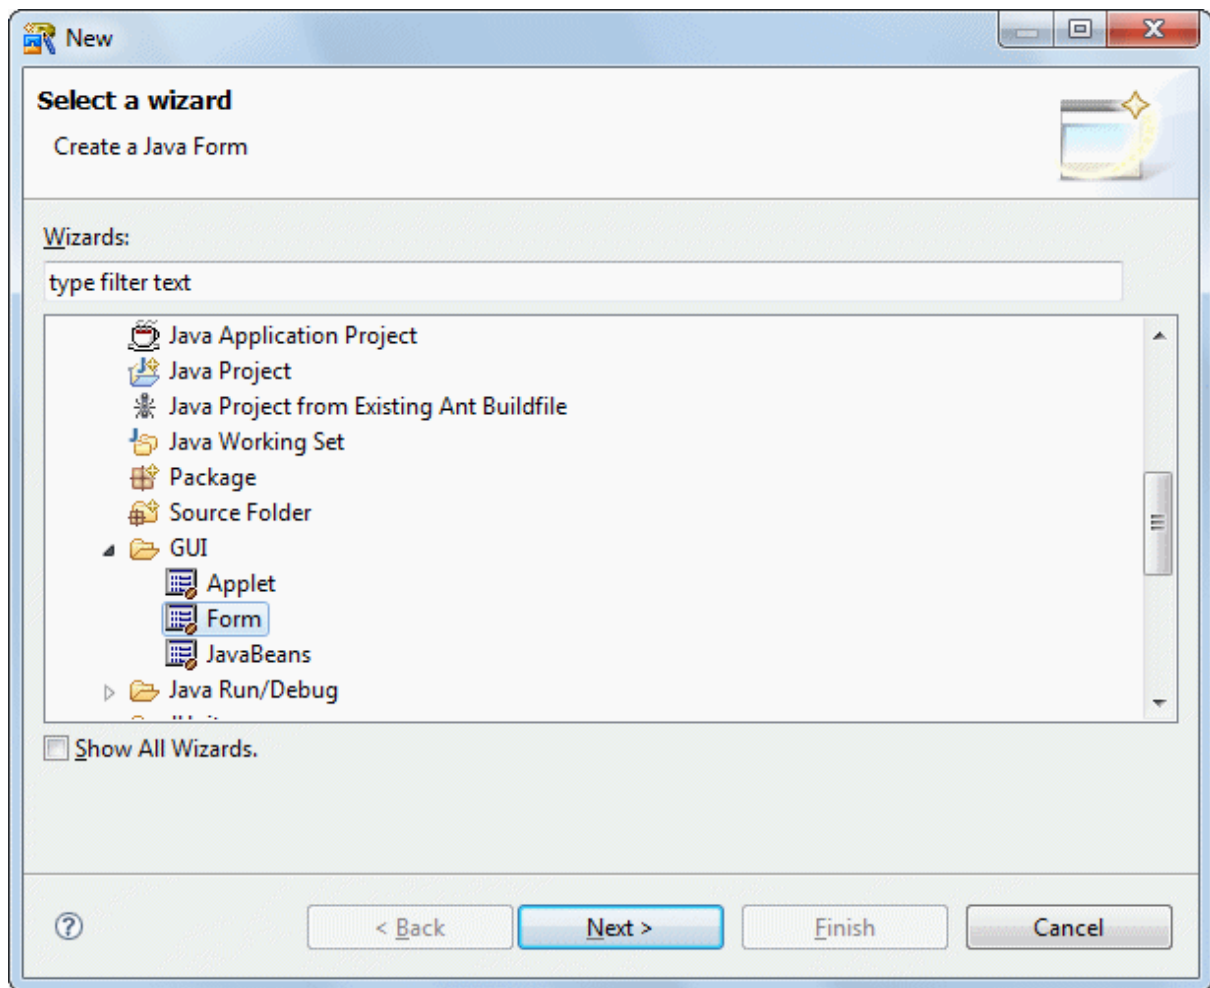 New
Select a wizard
Create a Java Form
Wizards:
type filter text
Java Application Project
Java Project
Java Project from Existing Ant Buildfile
Java Working Set
Package
Source Folder
GUI
Applet
Form
JavaBeans
Java Run/Debug
Show All Wizards.
< Back Next > Finish Cancel